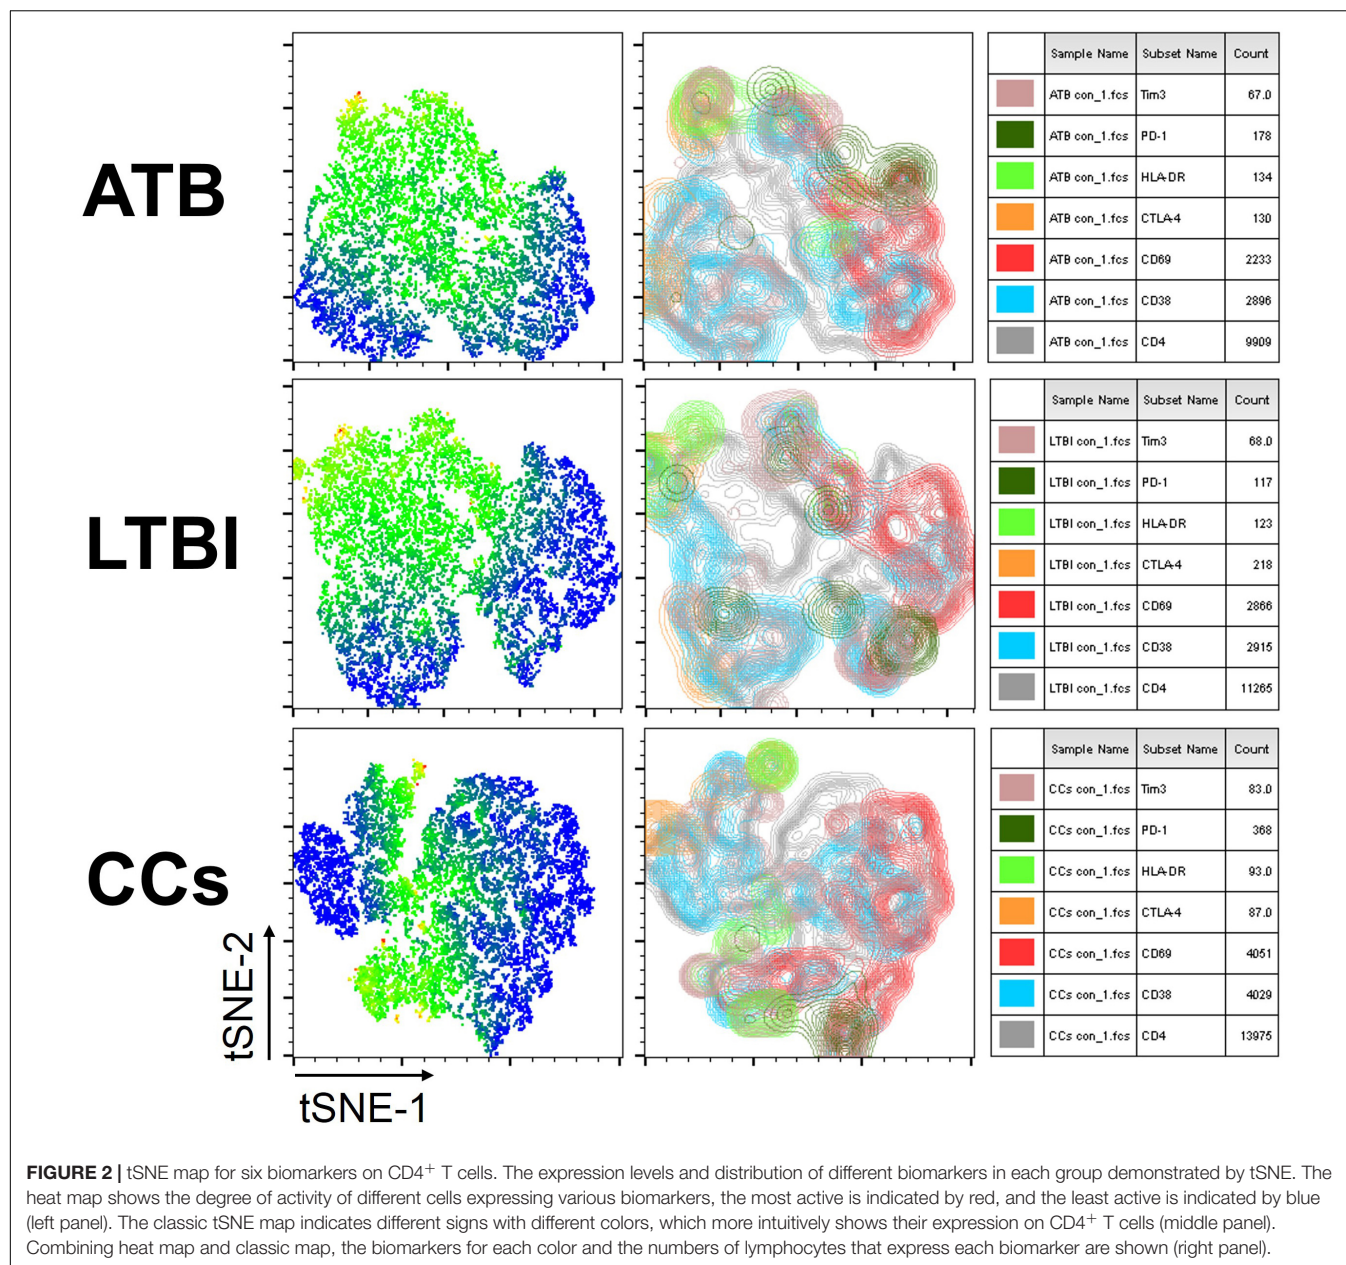 ATB
Sample Name Subset Name Count
ATB con_1.fcs Tim3 67.0
ATB con_1.fcs PD-1 178
ATB con_1.fcs HLA-DR 134
ATB con_1.fcs CTLA-4 130
ATB con_1.fcs CD69 2233
ATB con_1.fcs CD38 2896
ATB con_1.fcs CD4 9909
LTBI
Sample Name Subset Name Count
LTBI con_1.fcs Tim3 68.0
LTBI con_1.fcs PD-1 117
LTBI con_1.fcs HLA-DR 123
LTBI con_1.fcs CTLA-4 218
LTBI con_1.fcs CD69 2866
LTBI con_1.fcs CD38 2915
LTBI con_1.fcs CD4 11265
CCs
Sample Name Subset Name Count
CCs con_1.fcs Tim3 83.0
CCs con_1.fcs PD-1 368
CCs con_1.fcs HLA-DR 93.0
CCs con_1.fcs CTLA-4 87.0
CCs con_1.fcs CD69 4051
CCs con_1.fcs CD38 4029
CCs con_1.fcs CD4 13975
tSNE-2
tSNE-1
FIGURE 2 | tSNE map for six biomarkers on CD4+ T cells. The expression levels and distribution of different biomarkers in each group demonstrated by tSNE. The
heat map shows the degree of activity of different cells expressing various biomarkers, the most active is indicated by red, and the least active is indicated by blue
(left panel). The classic tSNE map indicates different signs with different colors, which more intuitively shows their expression on CD4+ T cells (middle panel).
Combining heat map and classic map, the biomarkers for each color and the numbers of lymphocytes that express each biomarker are shown (right panel).